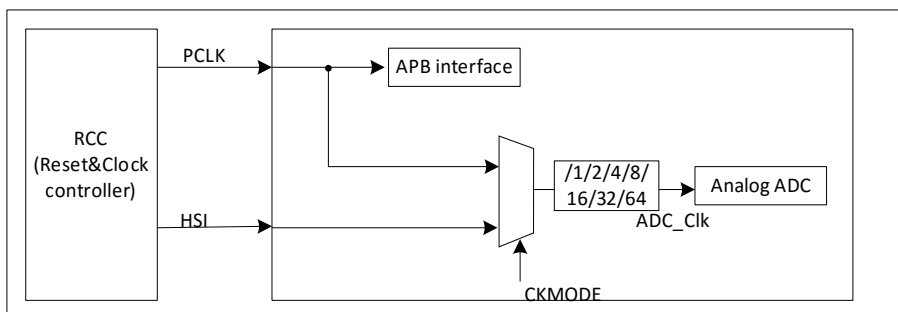 PCLK
APB interface
RCC
(Reset&Clock
controller)
/1/2/4/8/
16/32/64
Analog ADC
ADC_Clk
HSI
CKMODE